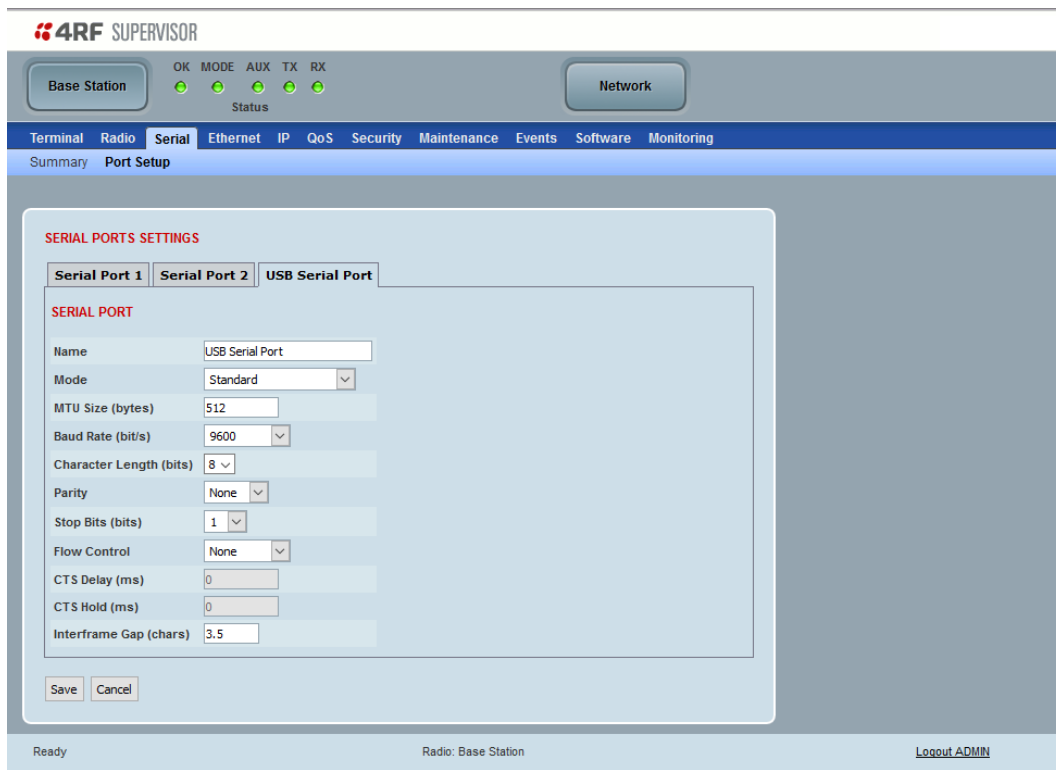 4RF SUPERVISOR
Base Station
OK MODE AUX TX RX
Status
Network
Terminal Radio Serial Ethernet IP QoS Security Maintenance Events Software Monitoring
Summary Port Setup
SERIAL PORTS SETTINGS
Serial Port 1 Serial Port 2 USB Serial Port
SERIAL PORT
Name USB Serial Port
Mode Standard
MTU Size (bytes) 512
Baud Rate (bit/s) 9600
Character Length (bits) 8
Parity None
Stop Bits (bits) 1
Flow Control None
CTS Delay (ms) 0
CTS Hold (ms) 0
Interframe Gap (chars) 3.5
Save Cancel
Ready Radio: Base Station Logout ADMIN